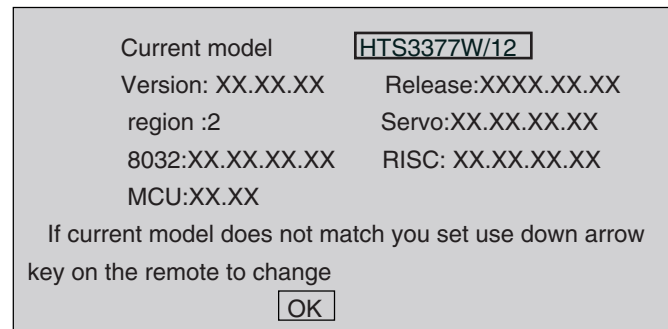 Current model HTS3377W/12
Version: XX.XX.XX Release:XXXX.XX.XX
region :2 Servo:XX.XX.XX.XX
8032:XX.XX.XX.XX RISC: XX.XX.XX.XX
MCU:XX.XX
If current model does not match you set use down arrow
key on the remote to change
OK